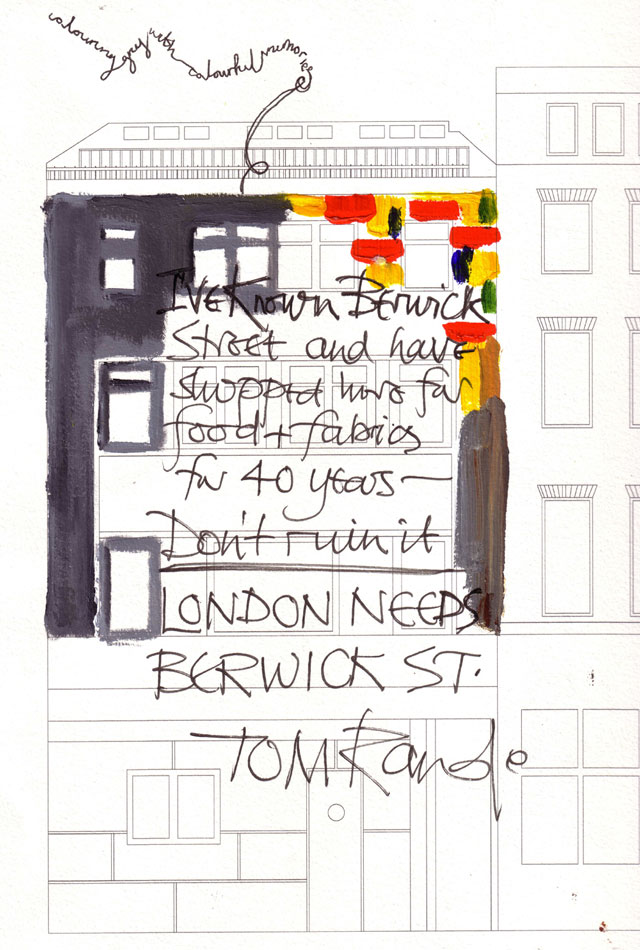 colouring grey with colourful memories
I'VE Known Berwick
Street and have
shopped here for
food + fabrics
for 40 years —
Don't ruin it
LONDON NEEDS
BERWICK ST.
TOM